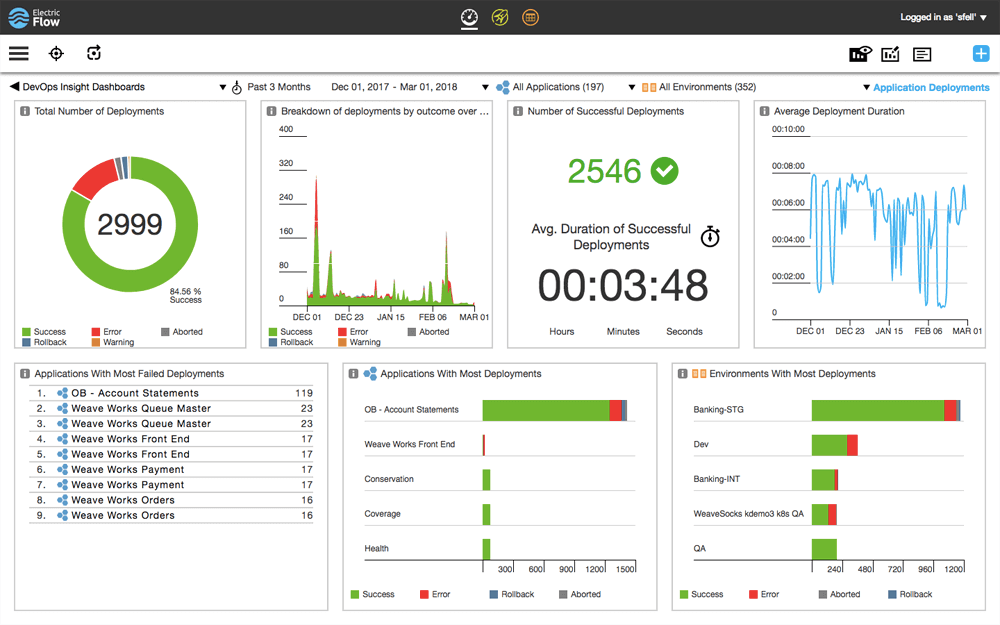 Electric
Flow
Logged in as 'sfell'
DevOps Insight Dashboards
Past 3 Months
Dec 01, 2017 - Mar 01, 2018
All Applications (197)
All Environments (352)
Application Deployments
Total Number of Deployments
2999
84.56 %
Success
Success
Error
Aborted
Rollback
Warning
Breakdown of deployments by outcome over ...
400
320
240
160
80
0
DEC 01
DEC 23
JAN 15
FEB 06
MAR 01
Success
Error
Aborted
Rollback
Warning
Number of Successful Deployments
2546
Avg. Duration of Successful
Deployments
00:03:48
Hours
Minutes
Seconds
Average Deployment Duration
00:10:00
00:08:00
00:06:00
00:04:00
00:02:00
0
DEC 01
DEC 23
JAN 15
FEB 06
MAR 01
Applications With Most Failed Deployments
1. OB - Account Statements 119
2. Weave Works Queue Master 23
3. Weave Works Queue Master 23
4. Weave Works Front End 17
5. Weave Works Front End 17
6. Weave Works Payment 17
7. Weave Works Payment 17
8. Weave Works Orders 16
9. Weave Works Orders 16
Applications With Most Deployments
OB - Account Statements
Weave Works Front End
Conservation
Coverage
Health
300
600
900
1200
1500
Success
Error
Rollback
Aborted
Environments With Most Deployments
Banking-STG
Dev
Banking-INT
WeaveSocks kdemo3 k8s QA
QA
240
480
720
960
1200
Success
Error
Aborted
Rollback